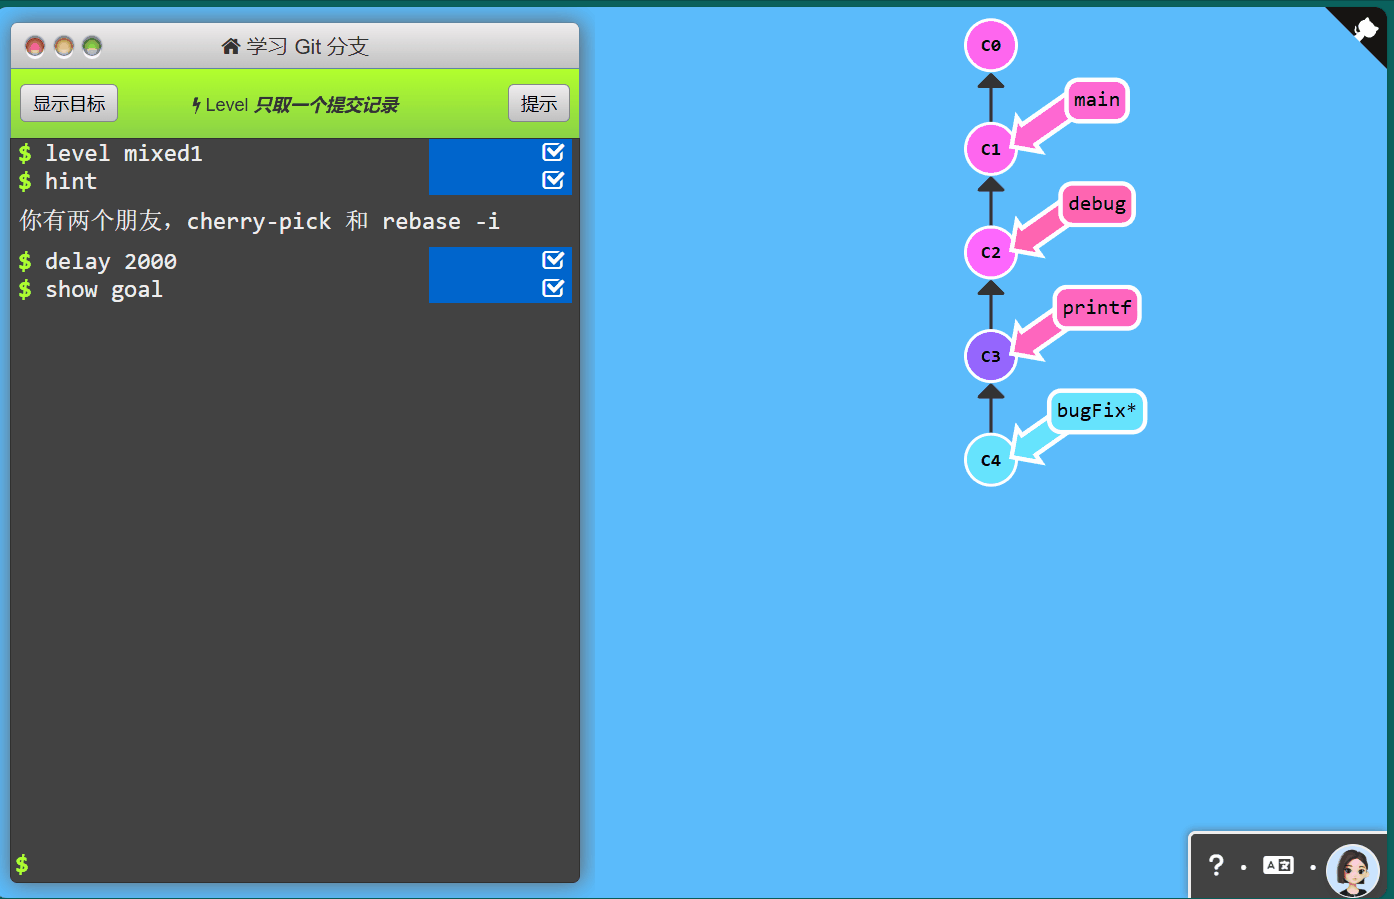 学习 Git 分支
显示目标
Level 只取一个提交记录
提示
$ level mixed1
$ hint
你有两个朋友，cherry-pick 和 rebase -i
$ delay 2000
$ show goal
$
C0
main
C1
debug
C2
printf
C3
bugFix*
C4
? · A ·